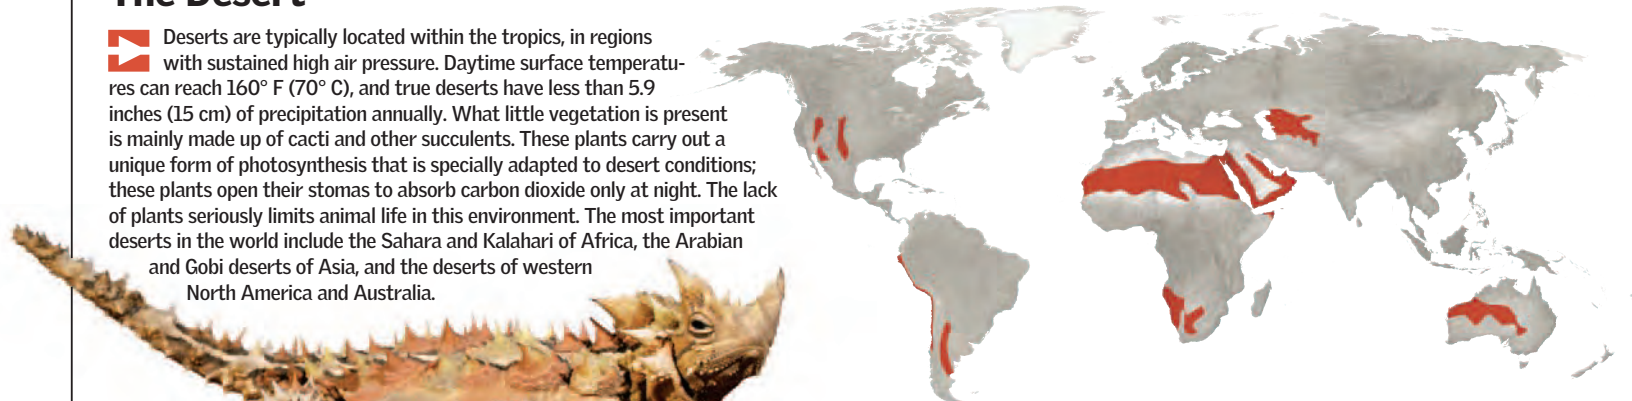 The Desert
Deserts are typically located within the tropics, in regions
with sustained high air pressure. Daytime surface temperatu-
res can reach 160° F (70° C), and true deserts have less than 5.9
inches (15 cm) of precipitation annually. What little vegetation is present
is mainly made up of cacti and other succulents. These plants carry out a
unique form of photosynthesis that is specially adapted to desert conditions;
these plants open their stomas to absorb carbon dioxide only at night. The lack
of plants seriously limits animal life in this environment. The most important
deserts in the world include the Sahara and Kalahari of Africa, the Arabian
and Gobi deserts of Asia, and the deserts of western
North America and Australia.